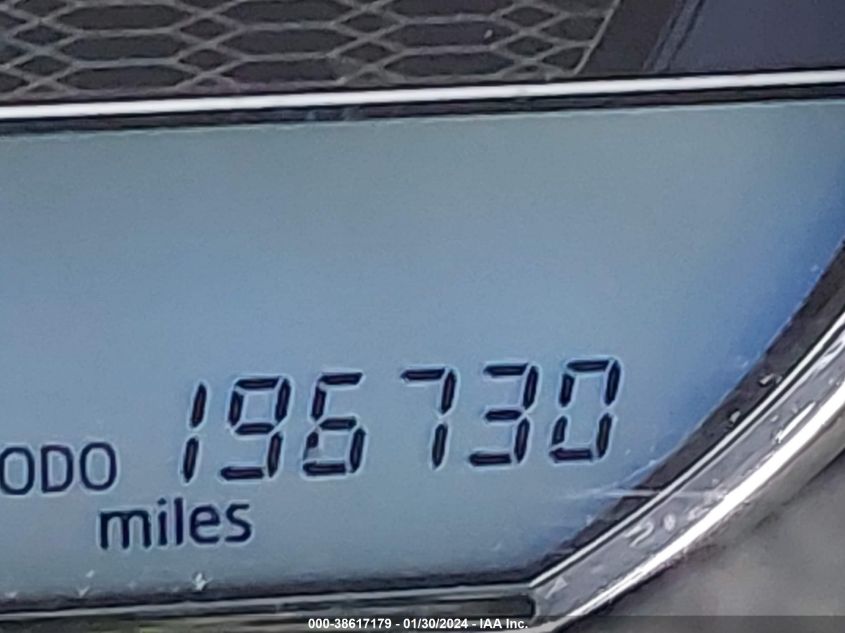 ODO 196730
miles
000-38617179 - 01/30/2024 - IAA Inc.